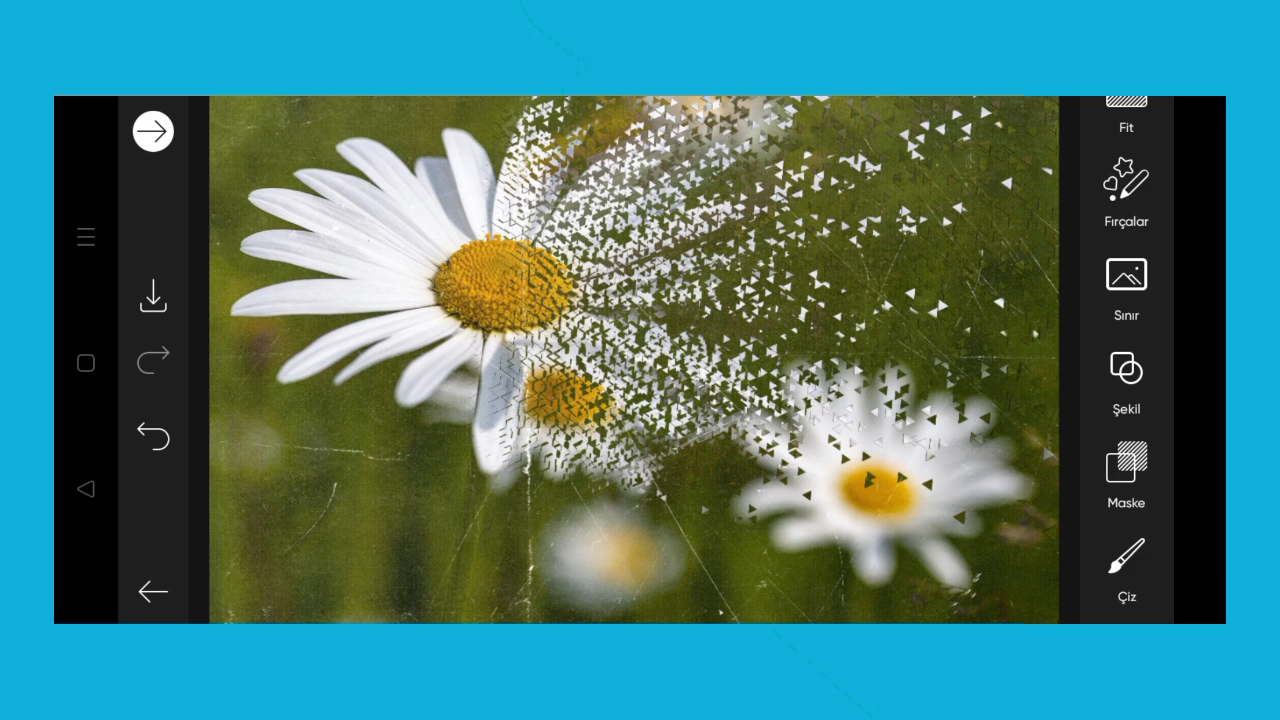 Fit
Fırçalar
Sınır
Şekil
Maske
Çiz